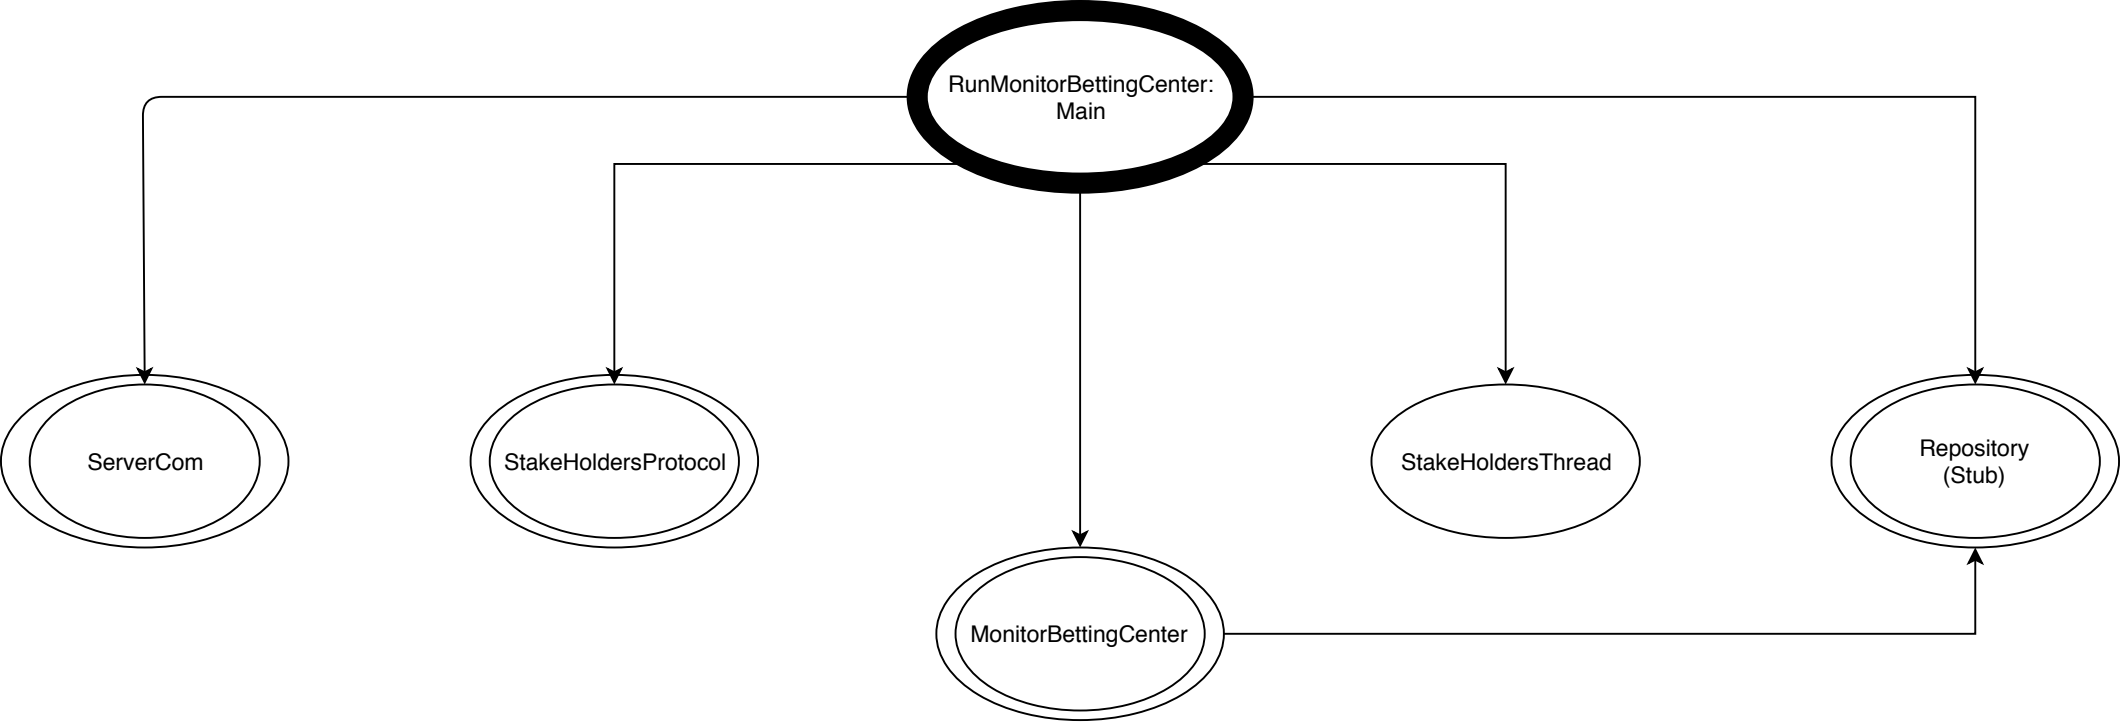 RunMonitorBettingCenter:
Main
ServerCom
StakeHoldersProtocol
StakeHoldersThread
Repository
(Stub)
MonitorBettingCenter